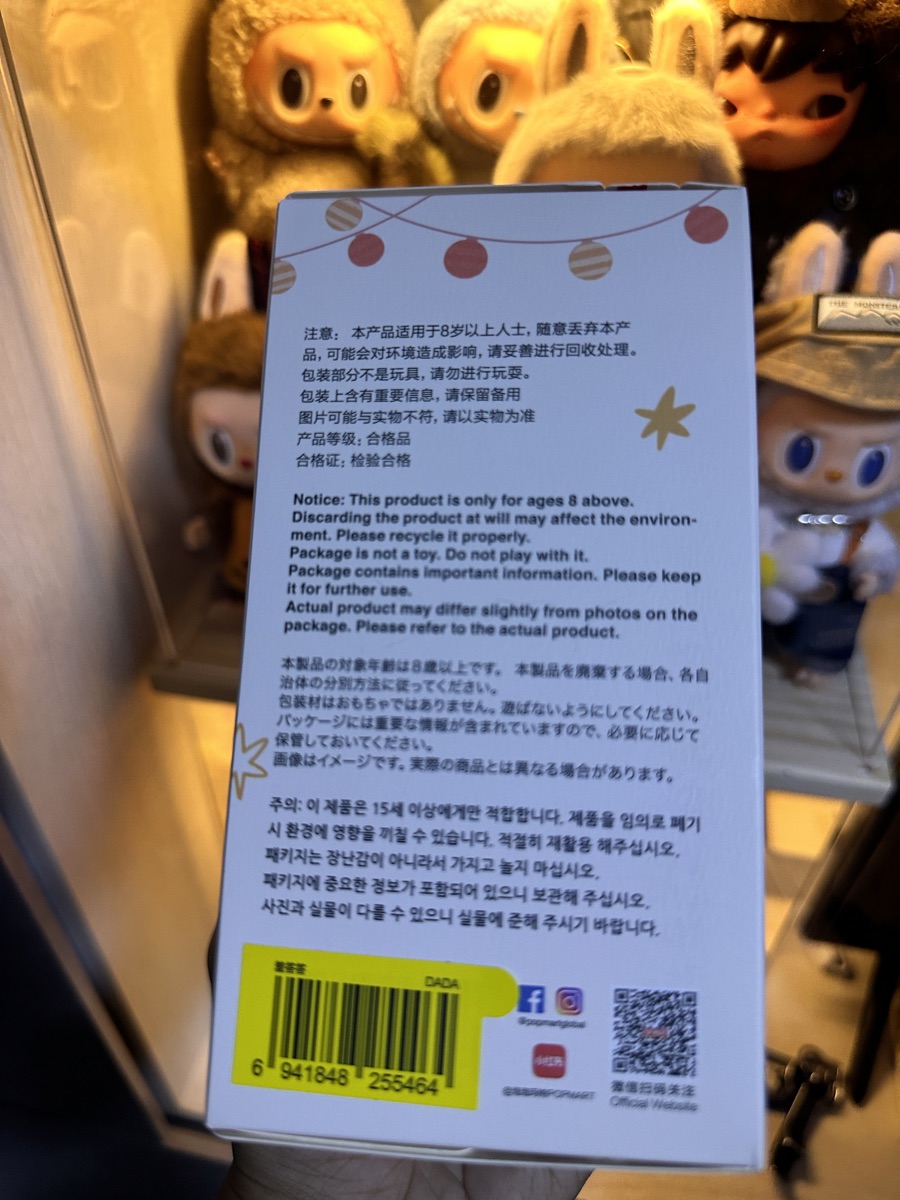 THE MONSTERS
注意： 本产品适用于8岁以上人士, 随意丢弃本产
品, 可能会对环境造成影响, 请妥善进行回收处理。
包装部分不是玩具, 请勿进行玩耍。
包装上含有重要信息, 请保留备用
图片可能与实物不符, 请以实物为准
产品等级: 合格品
合格证: 检验合格
Notice: This product is only for ages 8 above.
Discarding the product at will may affect the environ-
ment. Please recycle it properly.
Package is not a toy. Do not play with it.
Package contains important information. Please keep
it for further use.
Actual product may differ slightly from photos on the
package. Please refer to the actual product.
本製品の対象年齢は8歳以上です。 本製品を廃棄する場合、各自
治体の分別方法に従ってください。
包装材はおもちゃではありません。遊ばないようにしてください。
パッケージには重要な情報が含まれていますので、必要に応じて
保管しておいてください。
画像はイメージです。実際の商品とは異なる場合があります。
주의: 이 제품은 15세 이상에게만 적합합니다. 제품을 임의로 폐기
시 환경에 영향을 끼칠 수 있습니다. 적절히 재활용 해주십시오.
패키지는 장난감이 아니라서 가지고 놀지 마십시오.
패키지에 중요한 정보가 포함되어 있으니 보관해 주십시오.
사진과 실물이 다를 수 있으니 실물에 준해 주시기 바랍니다.
DADA
6 941848 255464
@popmartglobal
小红书
POPMART
微信扫码关注
Official Website